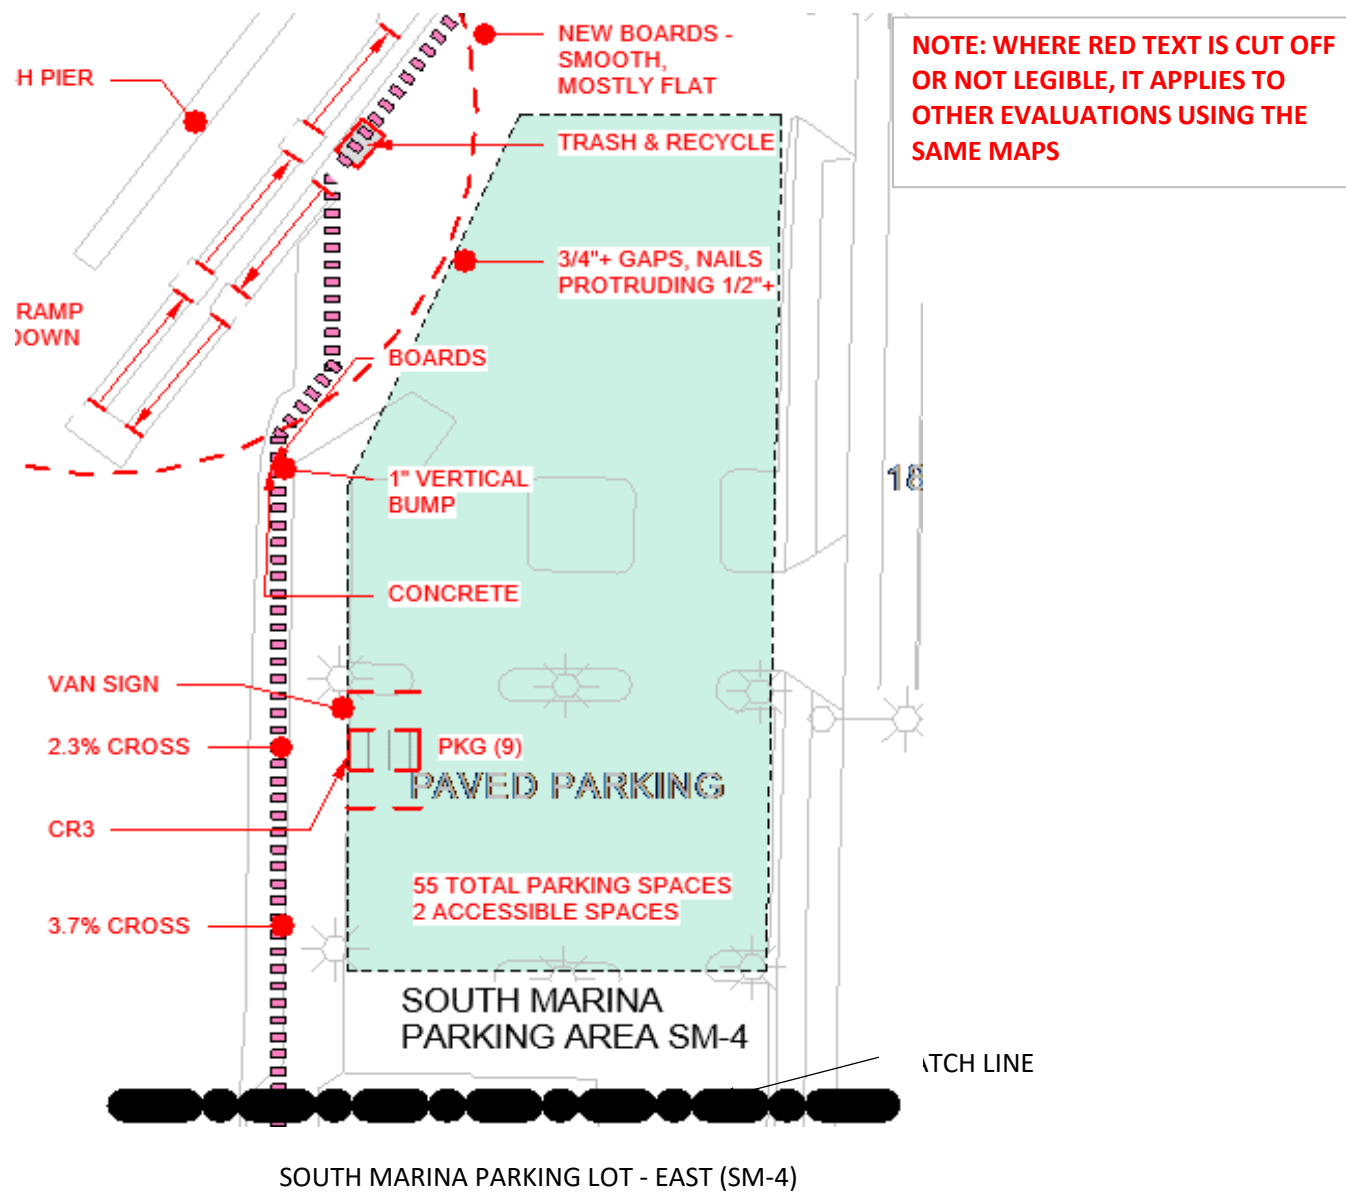 NEW BOARDS -
SMOOTH,
MOSTLY FLAT
NOTE: WHERE RED TEXT IS CUT OFF
OR NOT LEGIBLE, IT APPLIES TO
OTHER EVALUATIONS USING THE
SAME MAPS
H PIER
TRASH & RECYCLE
3/4"+ GAPS, NAILS
PROTRUDING 1/2"+
RAMP
DOWN
BOARDS
1" VERTICAL
BUMP
18
CONCRETE
VAN SIGN
2.3% CROSS
PKG (9)
PAVED PARKING
CR3
55 TOTAL PARKING SPACES
2 ACCESSIBLE SPACES
3.7% CROSS
SOUTH MARINA
PARKING AREA SM-4
ATCH LINE
SOUTH MARINA PARKING LOT - EAST (SM-4)